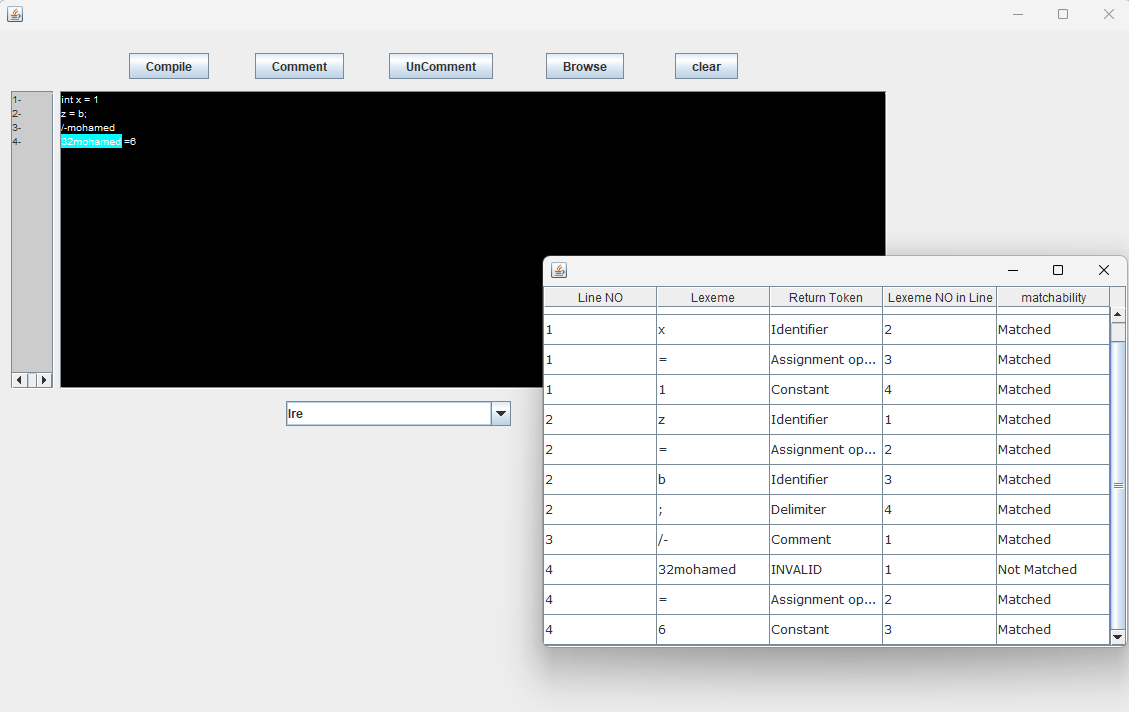 Compile Comment UnComment Browse clear
1- int x = 1
2- z = b;
3- /-mohamed
4- 32mohamed =6
Ire
Line NO Lexeme Return Token Lexeme NO in Line matchability
1 x Identifier 2 Matched
1 = Assignment op... 3 Matched
1 1 Constant 4 Matched
2 z Identifier 1 Matched
2 = Assignment op... 2 Matched
2 b Identifier 3 Matched
2 ; Delimiter 4 Matched
3 /- Comment 1 Matched
4 32mohamed INVALID 1 Not Matched
4 = Assignment op... 2 Matched
4 6 Constant 3 Matched